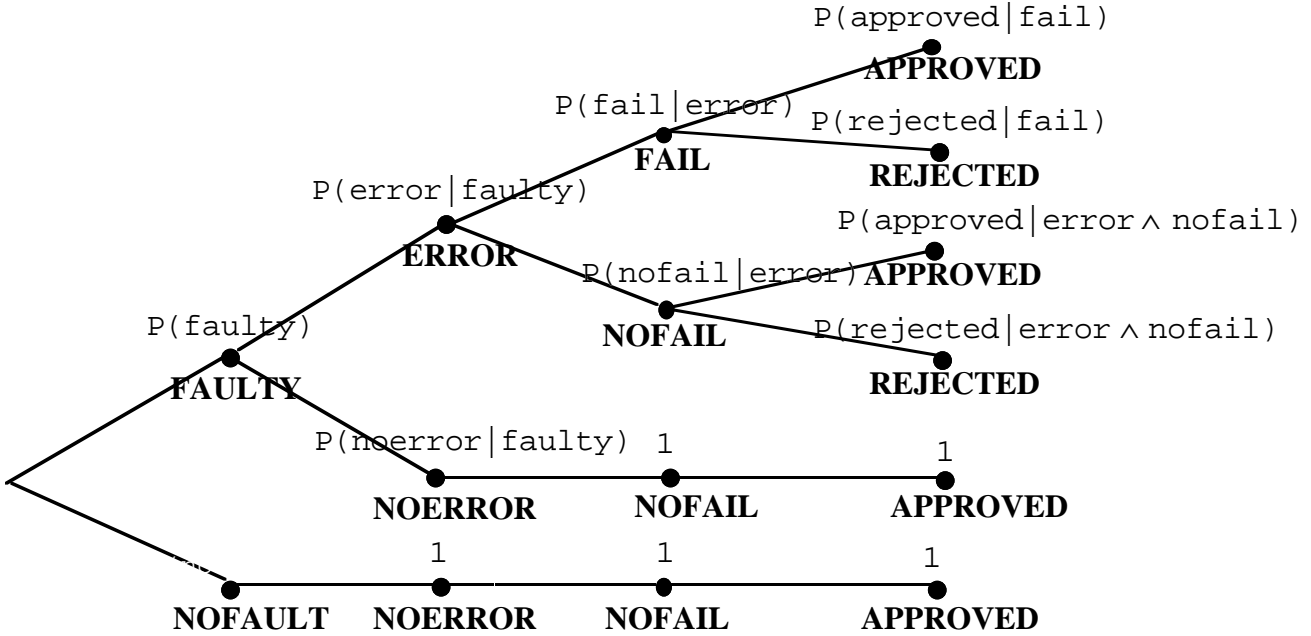 P(approved|fail)
APPROVED
P(fail|error)
P(rejected|fail)
FAIL
REJECTED
P(error|faulty)
P(approved|error ∧ nofail)
ERROR
P(nofail|error)
APPROVED
P(faulty)
NOFAIL
P(rejected|error ∧ nofail)
FAULTY
REJECTED
P(noerror|faulty)
1
1
NOERROR
NOFAIL
APPROVED
1
1
1
NOFAULT
NOERROR
NOFAIL
APPROVED